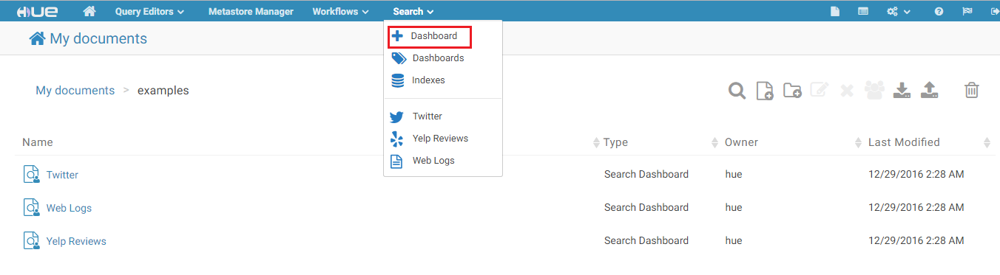 HUE Query Editors Metastore Manager Workflows Search
My documents
Dashboard
Dashboards
Indexes
Twitter
Yelp Reviews
Web Logs
My documents > examples
Name Type Owner Last Modified
Twitter Search Dashboard hue 12/29/2016 2:28 AM
Web Logs Search Dashboard hue 12/29/2016 2:28 AM
Yelp Reviews Search Dashboard hue 12/29/2016 2:28 AM